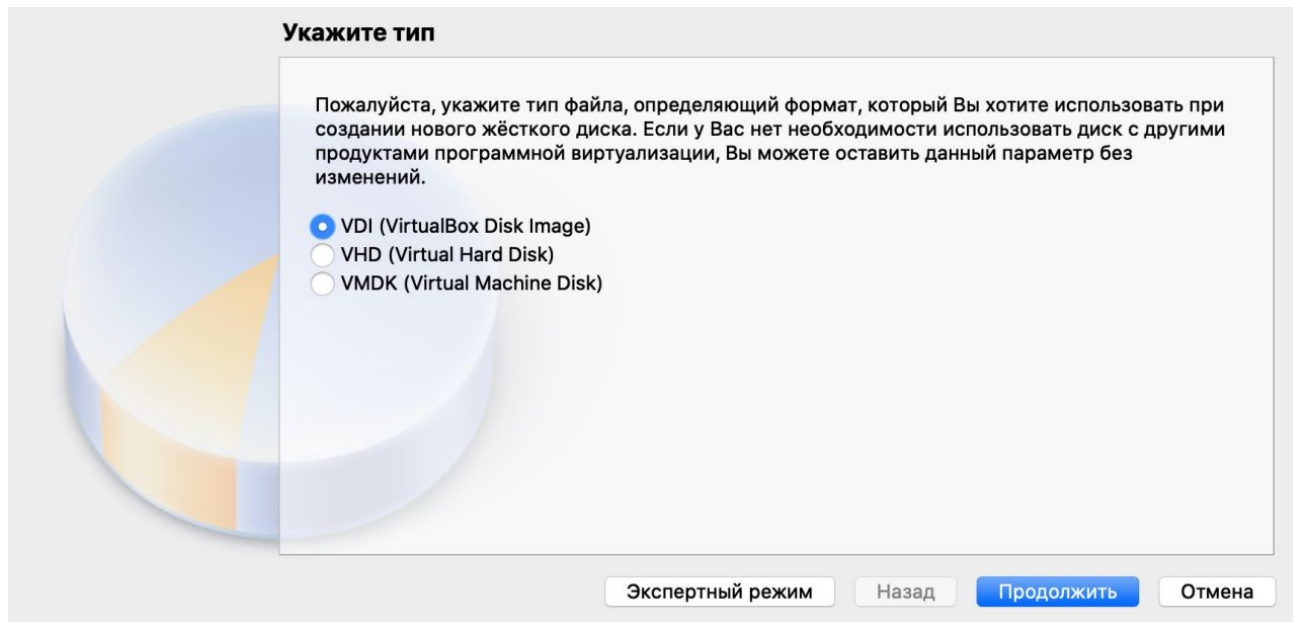 Укажите тип
Пожалуйста, укажите тип файла, определяющий формат, который Вы хотите использовать при
создании нового жёсткого диска. Если у Вас нет необходимости использовать диск с другими
продуктами программной виртуализации, Вы можете оставить данный параметр без
изменений.
VDI (VirtualBox Disk Image)
VHD (Virtual Hard Disk)
VMDK (Virtual Machine Disk)
Экспертный режим Назад Продолжить Отмена